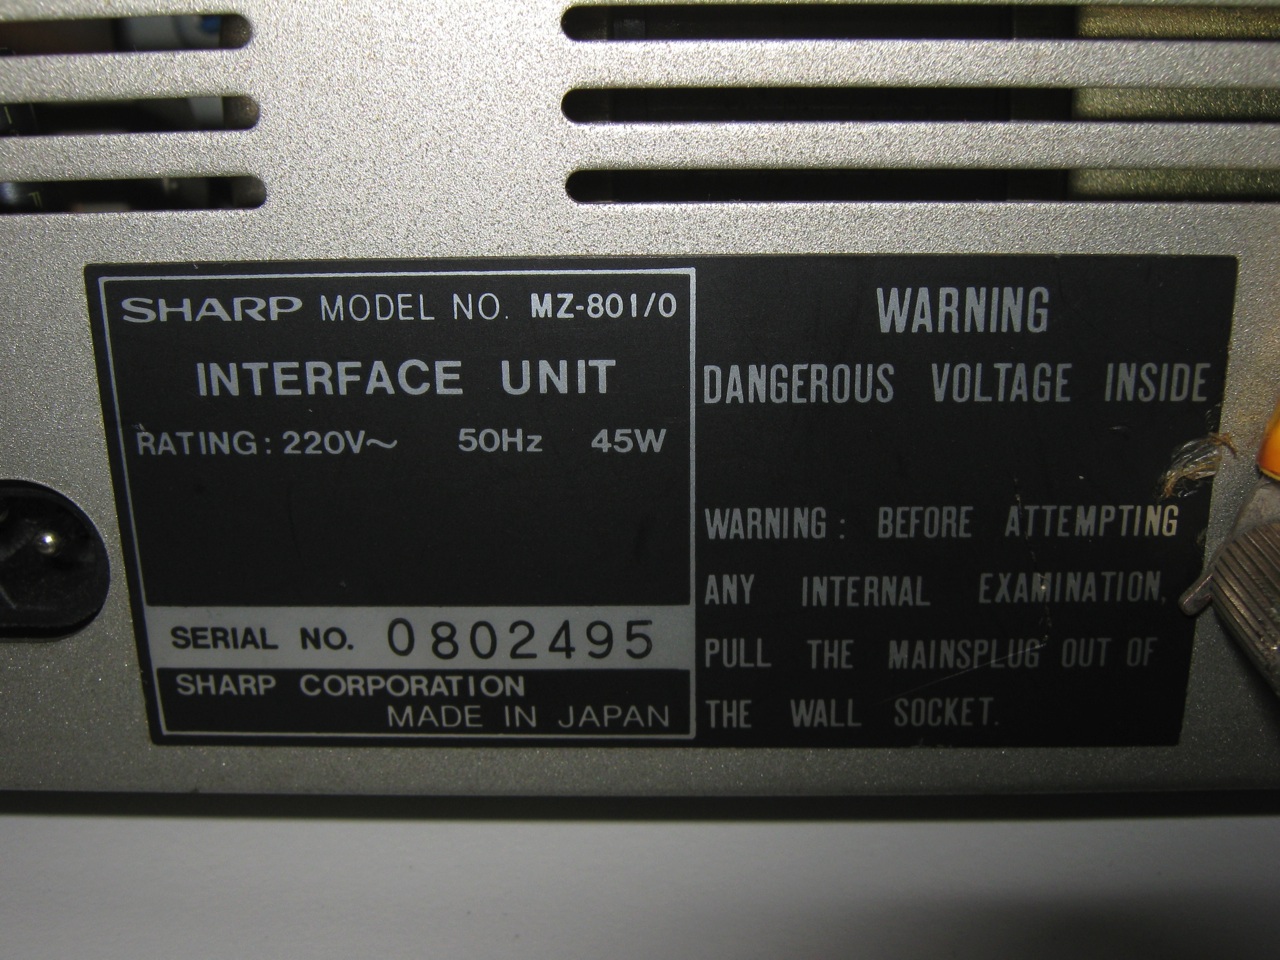 SHARP MODEL NO. MZ-801/0
INTERFACE UNIT
RATING: 220V~ 50Hz 45W
SERIAL NO. 0802495
SHARP CORPORATION
MADE IN JAPAN
WARNING
DANGEROUS VOLTAGE INSIDE
WARNING: BEFORE ATTEMPTING
ANY INTERNAL EXAMINATION,
PULL THE MAINSPLUG OUT OF
THE WALL SOCKET.